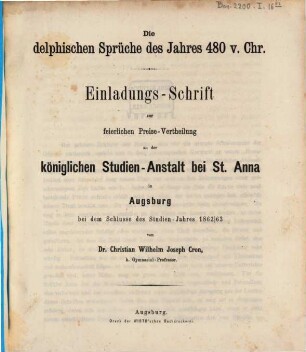 Die
delphischen Sprüche des Jahres 480 v. Chr.
Einladungs-Schrift
zur
feierlichen Preise-Vertheilung
an der
königlichen Studien-Anstalt bei St. Anna
in
Augsburg
bei dem Schlusse des Studien-Jahres 1862/63
von
Dr. Christian Wilhelm Joseph Cron,
k. Gymnasial-Professor.
Augsburg.
Druck der